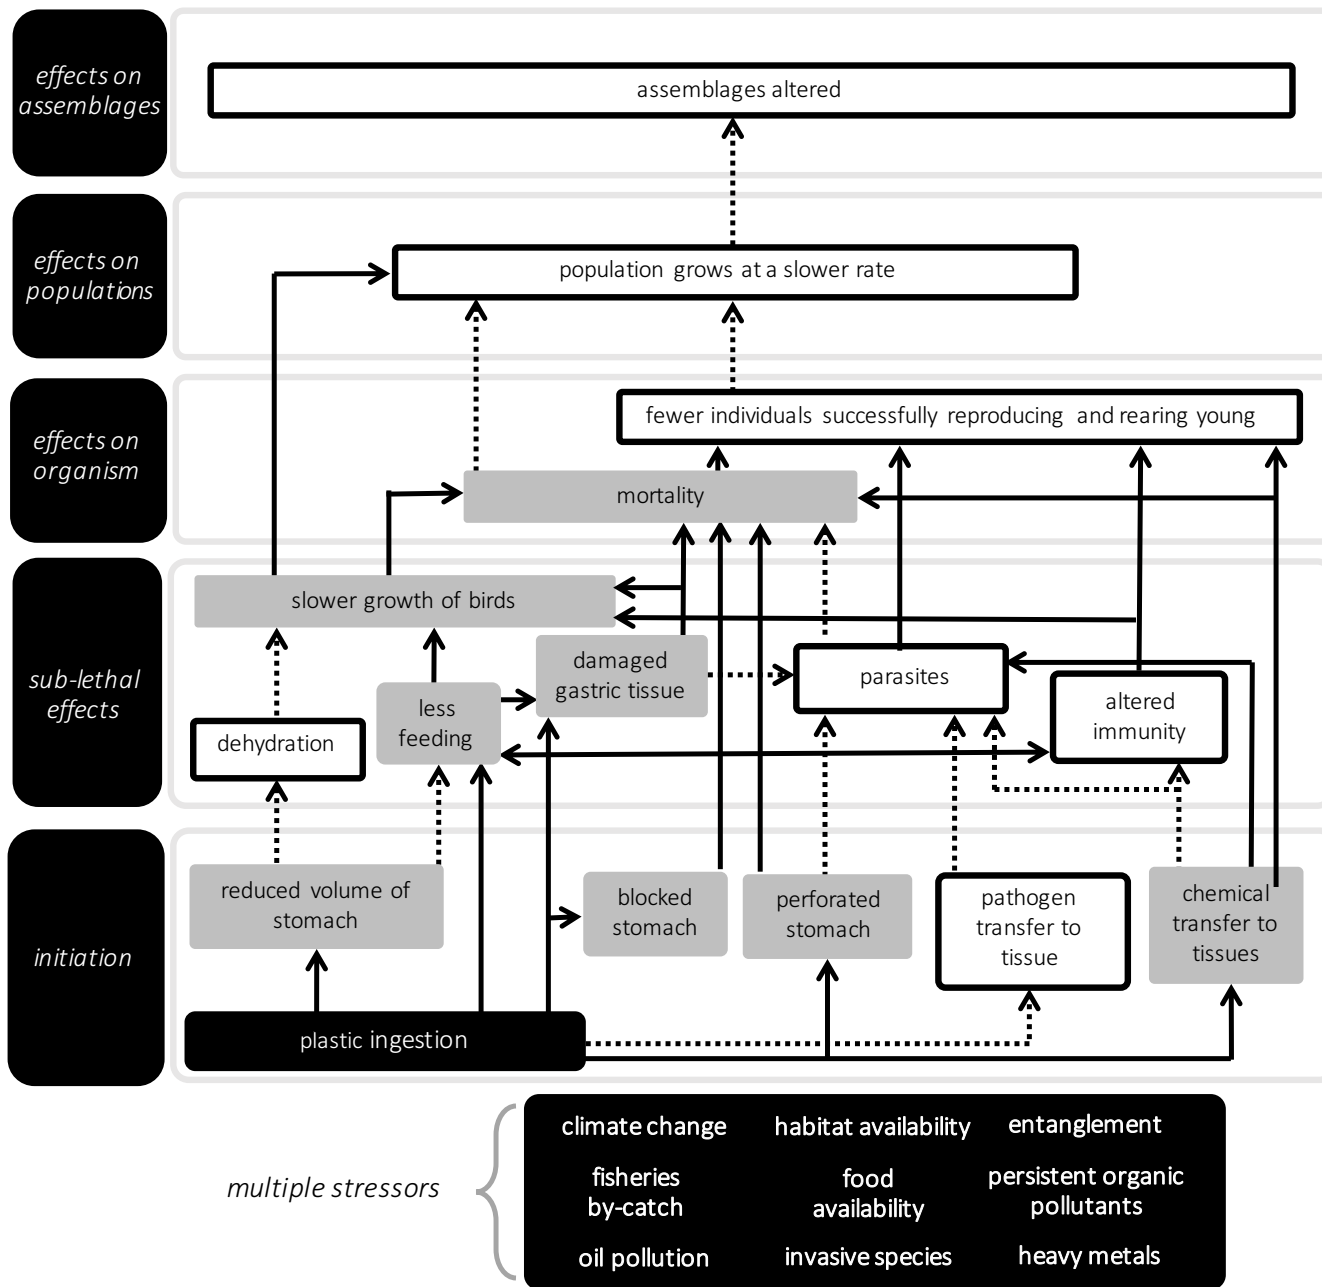 effects on
assemblages
assemblages altered
effects on
populations
population grows at a slower rate
effects on
organism
fewer individuals successfully reproducing and rearing young
mortality
sub-lethal
effects
slower growth of birds
damaged
gastric tissue
parasites
less
feeding
altered
immunity
dehydration
initiation
reduced volume of
stomach
blocked
stomach
perforated
stomach
pathogen
transfer to
tissue
chemical
transfer to
tissues
plastic ingestion
multiple stressors
climate change
habitat availability
entanglement
fisheries
by-catch
food
availability
persistent organic
pollutants
oil pollution
invasive species
heavy metals